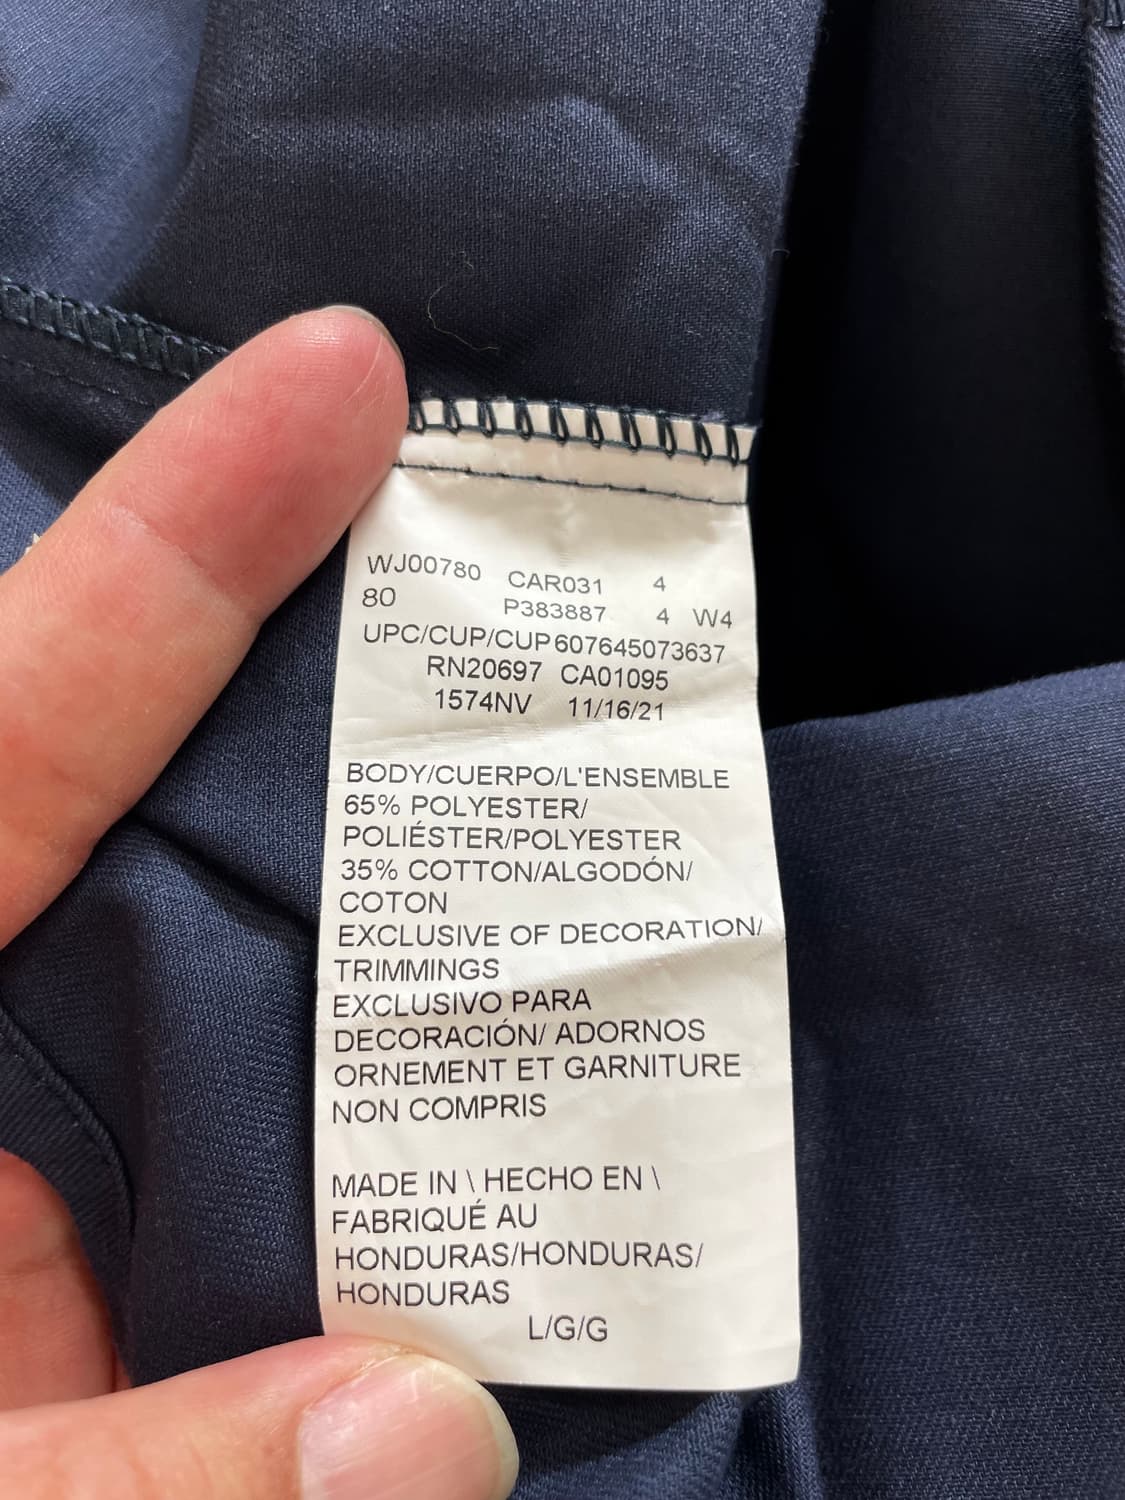 WJ00780 CAR031 4
80 P383887 4 W4
UPC/CUP/CUP 607645073637
RN20697 CA01095
1574NV 11/16/21
BODY/CUERPO/L'ENSEMBLE
65% POLYESTER/
POLIÉSTER/POLYESTER
35% COTTON/ALGODÓN/
COTON
EXCLUSIVE OF DECORATION/
TRIMMINGS
EXCLUSIVO PARA
DECORACIÓN/ ADORNOS
ORNEMENT ET GARNITURE
NON COMPRIS
MADE IN \ HECHO EN \
FABRIQUÉ AU
HONDURAS/HONDURAS/
HONDURAS
L/G/G